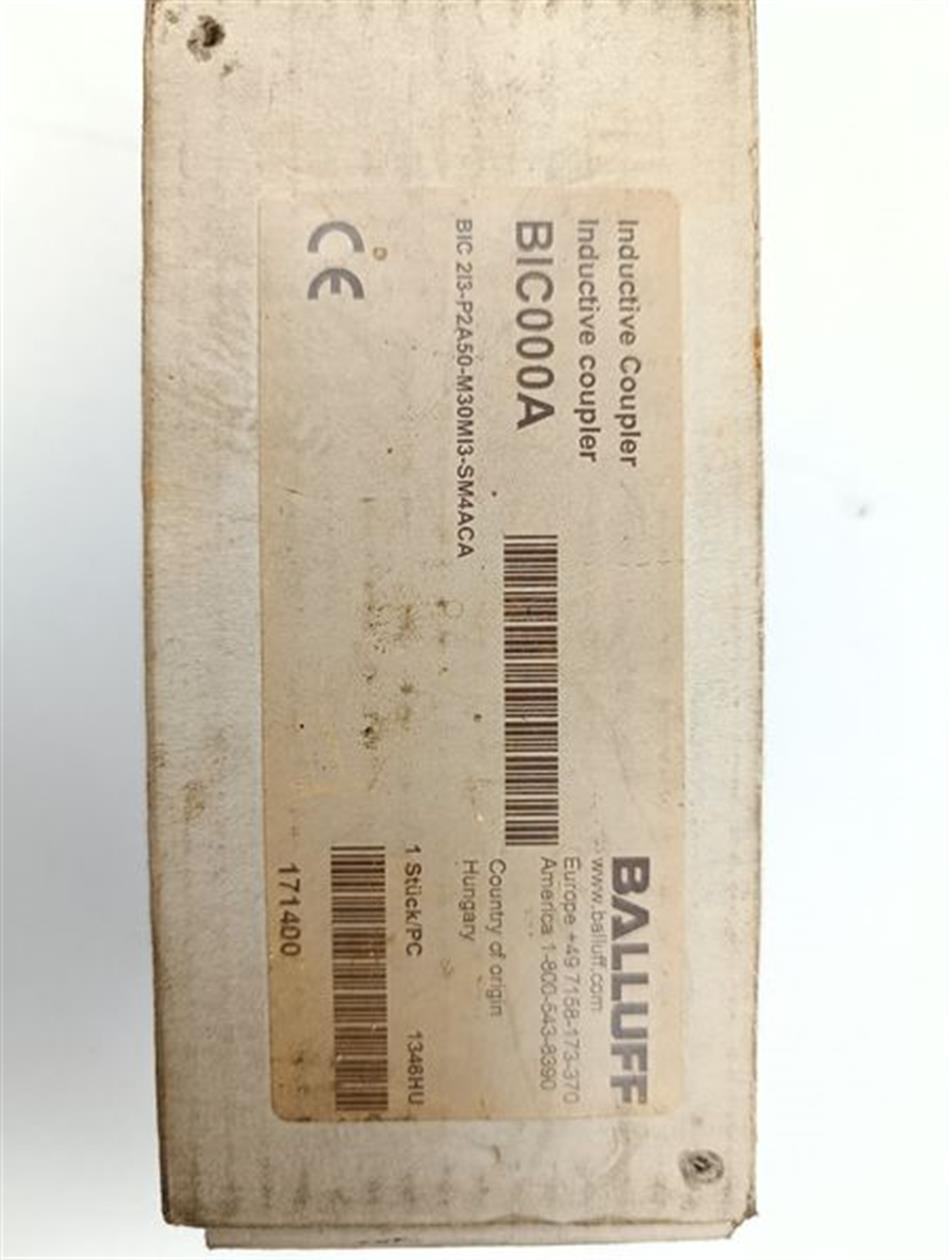 Inductive Coupler
Inductive coupler
BIC000A
BIC 2I3-P2A50-M30MI3-SM4ACA
CE
BALLUFF
www.balluff.com
Europe +49 7158-173-370
America 1-800-543-8390
Country of origin
Hungary
1 Stück/PC 1346HU
171400